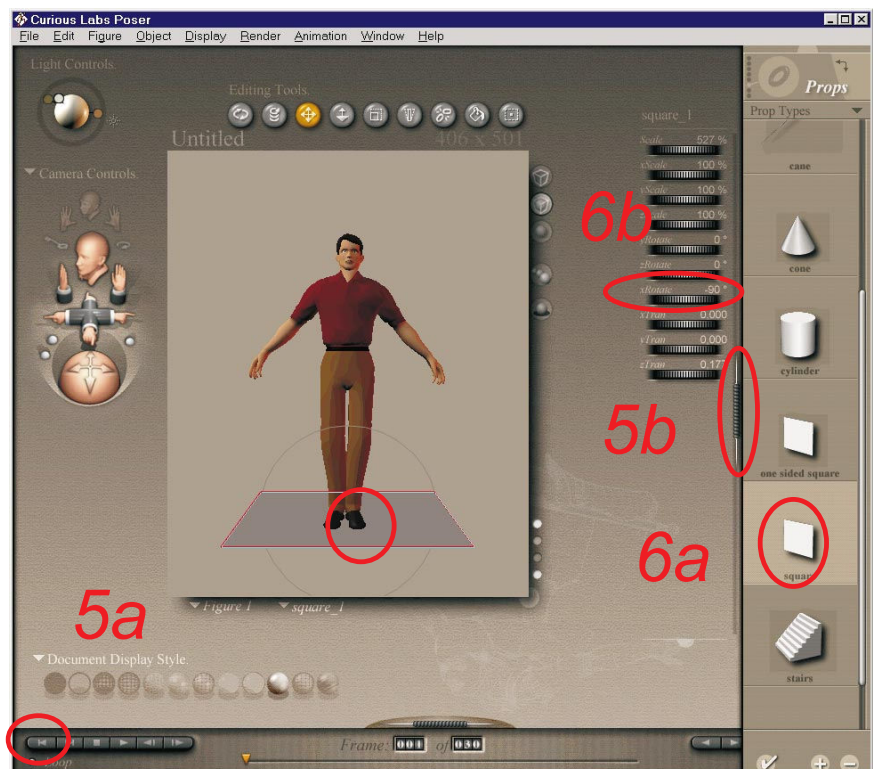 Curious Labs Poser
File Edit Figure Object Display Render Animation Window Help
Light Controls.
Editing Tools.
Untitled 406 x 501
Camera Controls.
square_1
Scale 527 %
xScale 100 %
yScale 100 %
zScale 100 %
yRotate 0 °
zRotate 0 °
xRotate -90 °
xTran 0.000
yTran 0.000
zTran 0.177
6b
5b
6a
5a
Props
Prop Types
cane
cone
cylinder
one sided square
square
stairs
Figure 1 square_1
Document Display Style.
Frame: 001 of 030
Loop